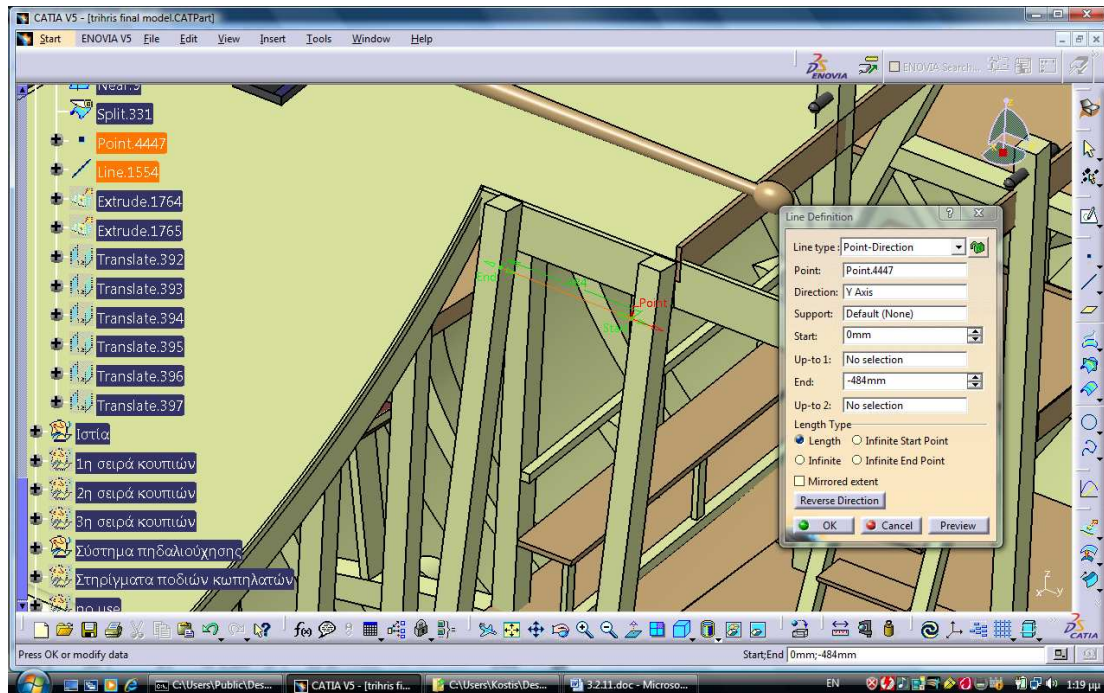 CATIA V5 - [trihris final model.CATPart]
Start ENOVIA V5 File Edit View Insert Tools Window Help
ENOVIA
ENOVIA Search...
Near.9
Split.331
Point.4447
Line.1554
Extrude.1764
Extrude.1765
Translate.392
Translate.393
Translate.394
Translate.395
Translate.396
Translate.397
Ιστία
1η σειρά κουπιών
2η σειρά κουπιών
3η σειρά κουπιών
Σύστημα πηδαλιούχησης
Στηρίγματα ποδιών κωπηλατών
no use
End
484
Point
Start
z
Line Definition
Line type : Point-Direction
Point: Point.4447
Direction: Y Axis
Support: Default (None)
Start: 0mm
Up-to 1: No selection
End: -484mm
Up-to 2: No selection
Length Type
Length Infinite Start Point
Infinite Infinite End Point
Mirrored extent
Reverse Direction
OK Cancel Preview
z
x y
f(x)
CATIA
Press OK or modify data Start;End 0mm;-484mm
C:\Users\Public\Des... CATIA V5 - [trihris fi... C:\Users\Kostis\Des... 3.2.11.doc - Microso... EN 1:19 μμ